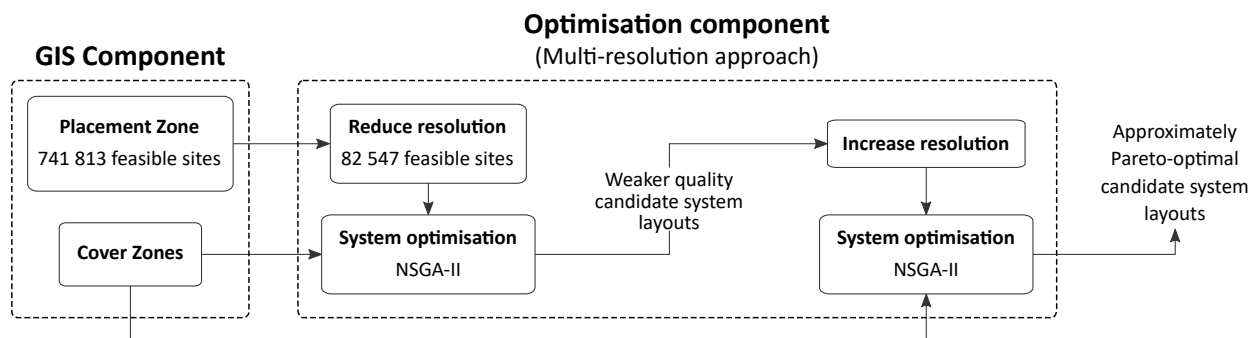 GIS Component
Optimisation component
(Multi-resolution approach)
Placement Zone
741 813 feasible sites
Cover Zones
Reduce resolution
82 547 feasible sites
System optimisation
NSGA-II
Weaker quality
candidate system
layouts
Increase resolution
System optimisation
NSGA-II
Approximately
Pareto-optimal
candidate system
layouts